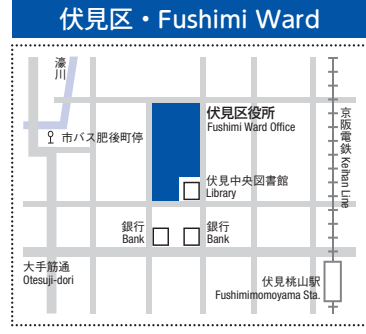 伏見区・Fushimi Ward
濠川
市バス肥後町停
伏見区役所
Fushimi Ward Office
京阪電鉄 Keihan Line
伏見中央図書館
Library
銀行
Bank
銀行
Bank
大手筋通
Otesuji-dori
伏見桃山駅
Fushimimomoyama Sta.